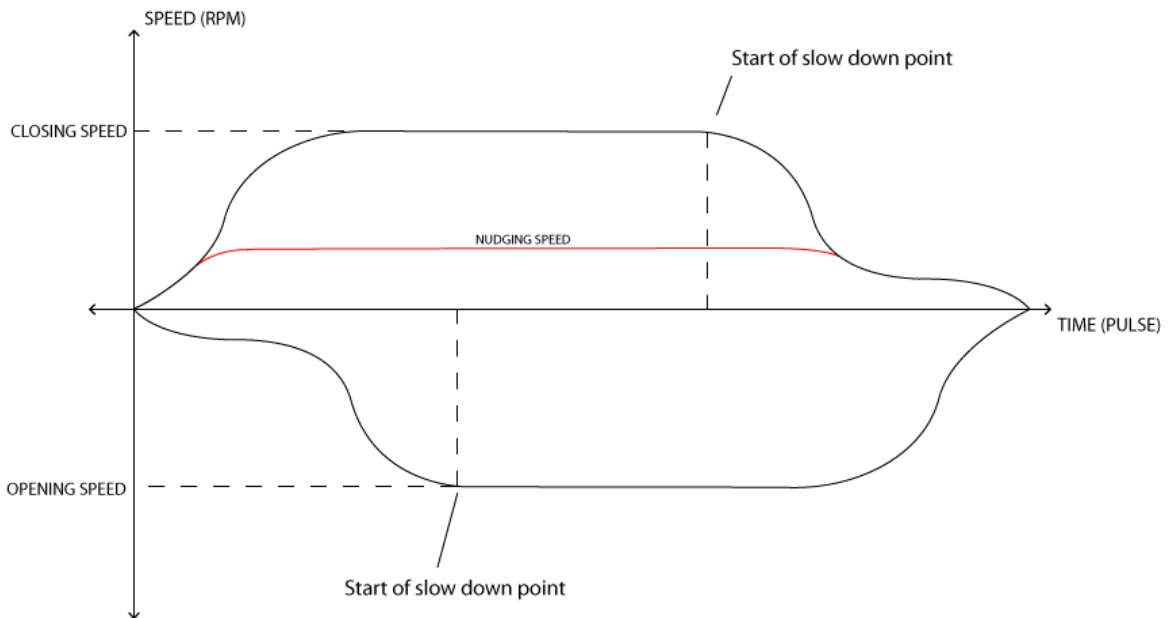 SPEED (RPM)
Start of slow down point
CLOSING SPEED
NUDGING SPEED
TIME (PULSE)
OPENING SPEED
Start of slow down point